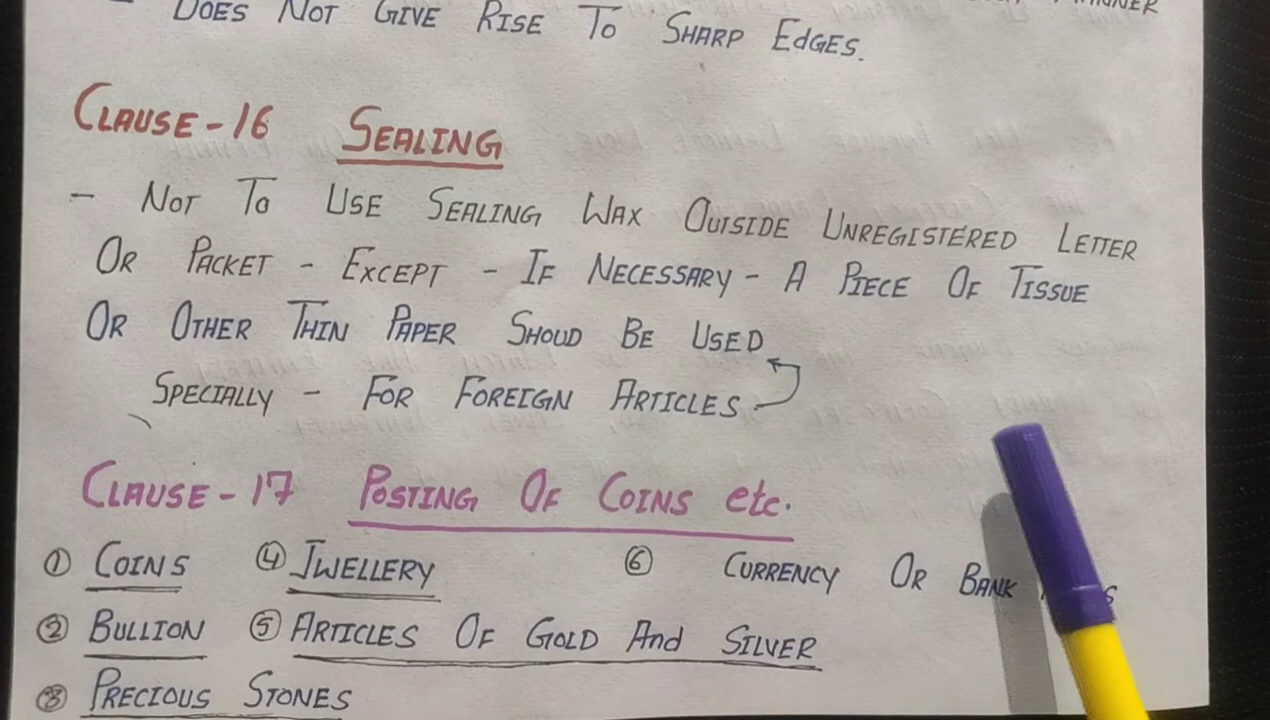 - DOES NOT GIVE RISE TO SHARP EDGES.
CLAUSE-16 SEALING
- NOT TO USE SEALING WAX OUTSIDE UNREGISTERED LETTER
OR PACKET - EXCEPT - IF NECESSARY - A PIECE OF TISSUE
OR OTHER THIN PAPER SHOUD BE USED
SPECIALLY - FOR FOREIGN ARTICLES
CLAUSE-17 POSTING OF COINS etc.
① COINS ④ JWELLERY ⑥ CURRENCY OR BANK
② BULLION ⑤ ARTICLES OF GOLD And SILVER
③ PRECIOUS STONES